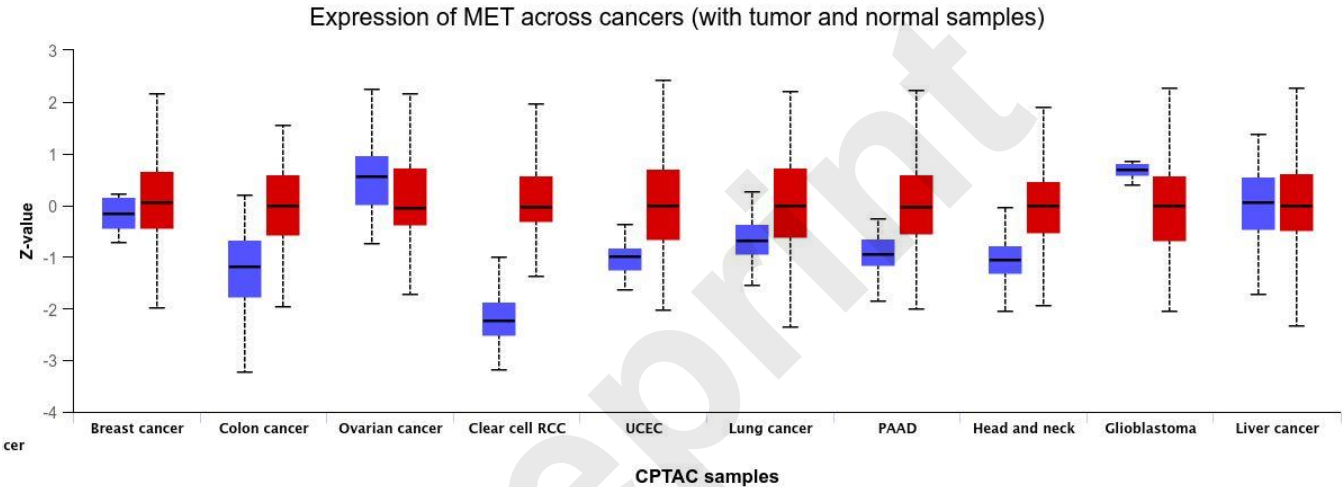 Expression of MET across cancers (with tumor and normal samples)
3
2
1
0
-1
-2
-3
-4
Z-value
Breast cancer Colon cancer Ovarian cancer Clear cell RCC UCEC Lung cancer PAAD Head and neck Glioblastoma Liver cancer
cer
CPTAC samples
eprint